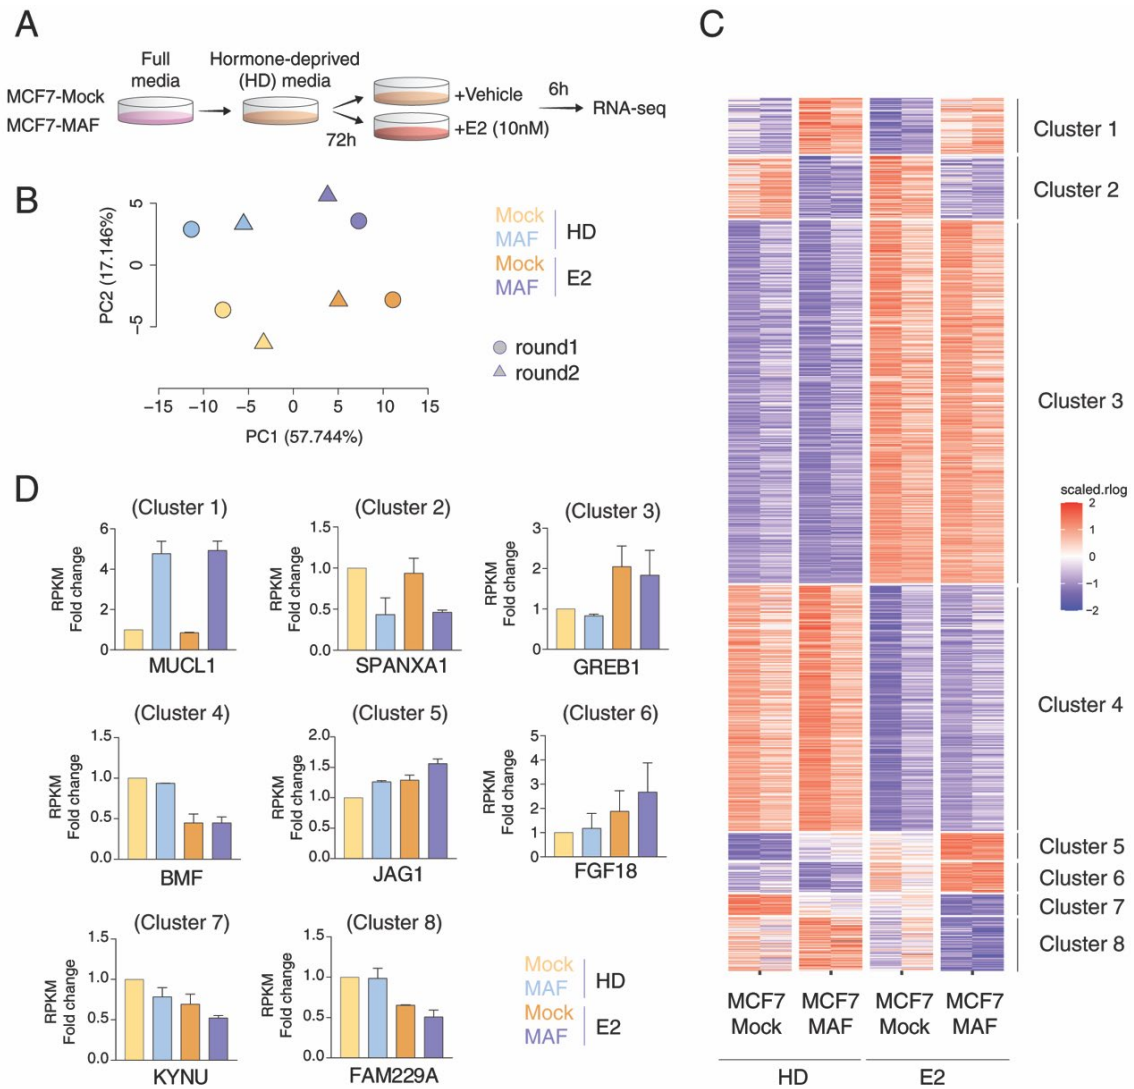 A
Full
media
Hormone-deprived
(HD) media
MCF7-Mock
MCF7-MAF
72h
+Vehicle
+E2 (10nM)
6h
RNA-seq
B
PC2 (17.146%)
5
0
−5
−15 −10 −5 0 5 10 15
PC1 (57.744%)
Mock
MAF
HD
Mock
MAF
E2
round1
round2
C
Cluster 1
Cluster 2
Cluster 3
Cluster 4
Cluster 5
Cluster 6
Cluster 7
Cluster 8
scaled.rlog
2
1
0
−1
−2
MCF7
Mock
MCF7
MAF
MCF7
Mock
MCF7
MAF
HD
E2
D
(Cluster 1)
RPKM
Fold change
6
4
2
0
MUCL1
(Cluster 2)
RPKM
Fold change
1.5
1.0
0.5
0.0
SPANXA1
(Cluster 3)
RPKM
Fold change
3
2
1
0
GREB1
(Cluster 4)
RPKM
Fold change
1.5
1.0
0.5
0.0
BMF
(Cluster 5)
RPKM
Fold change
2.0
1.5
1.0
0.5
0.0
JAG1
(Cluster 6)
RPKM
Fold change
5
4
3
2
1
0
FGF18
(Cluster 7)
RPKM
Fold change
1.5
1.0
0.5
0.0
KYNU
(Cluster 8)
RPKM
Fold change
1.5
1.0
0.5
0.0
FAM229A
Mock
MAF
HD
Mock
MAF
E2